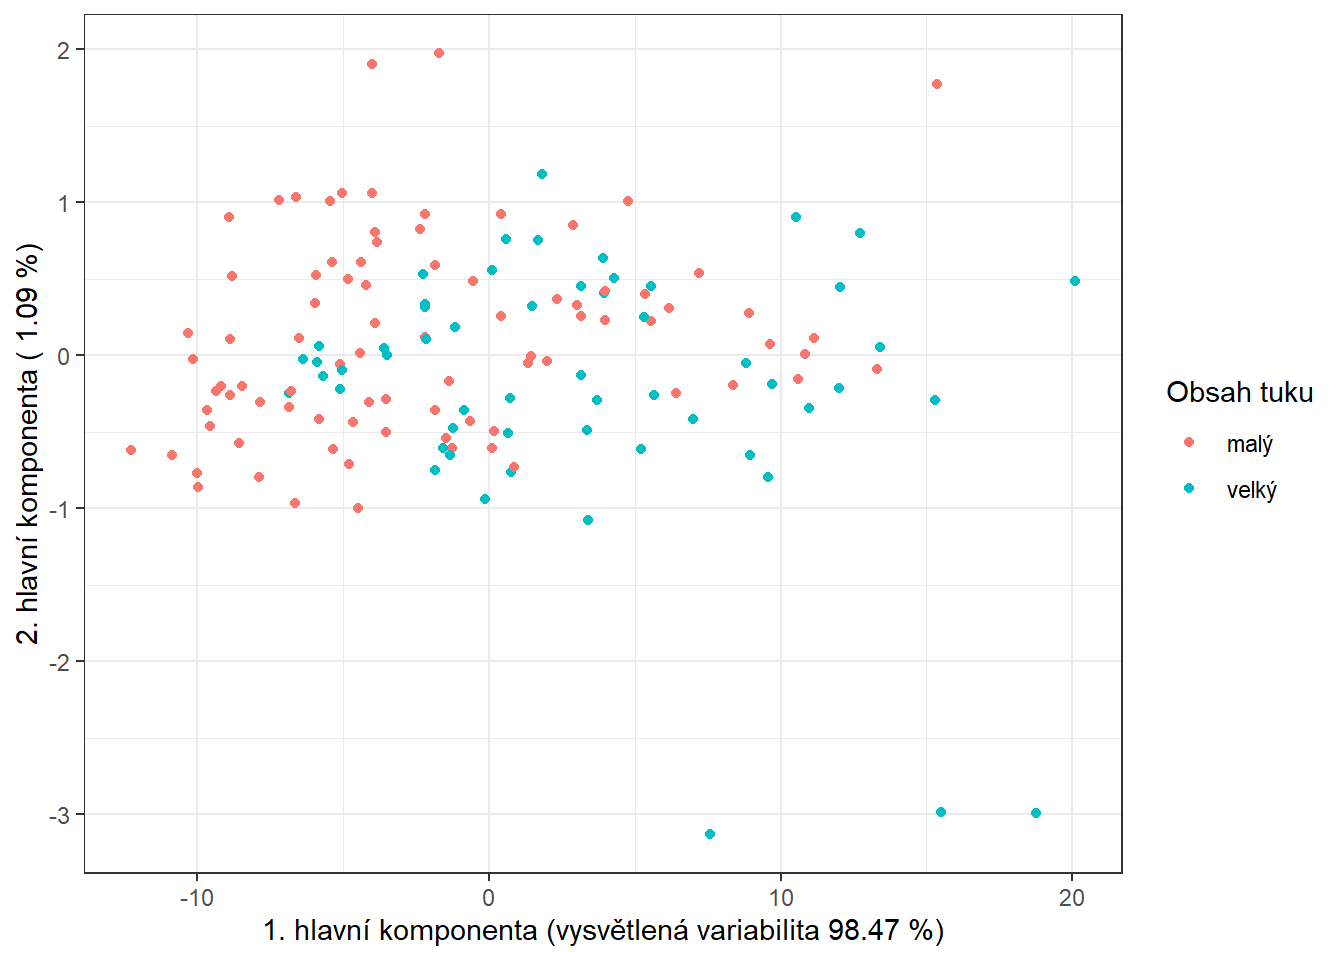 2
1
0
-1
-2
-3
2. hlavní komponenta ( 1.09 %)
-10
0
10
20
1. hlavní komponenta (vysvětlená variabilita 98.47 %)
Obsah tuku
malý
velký